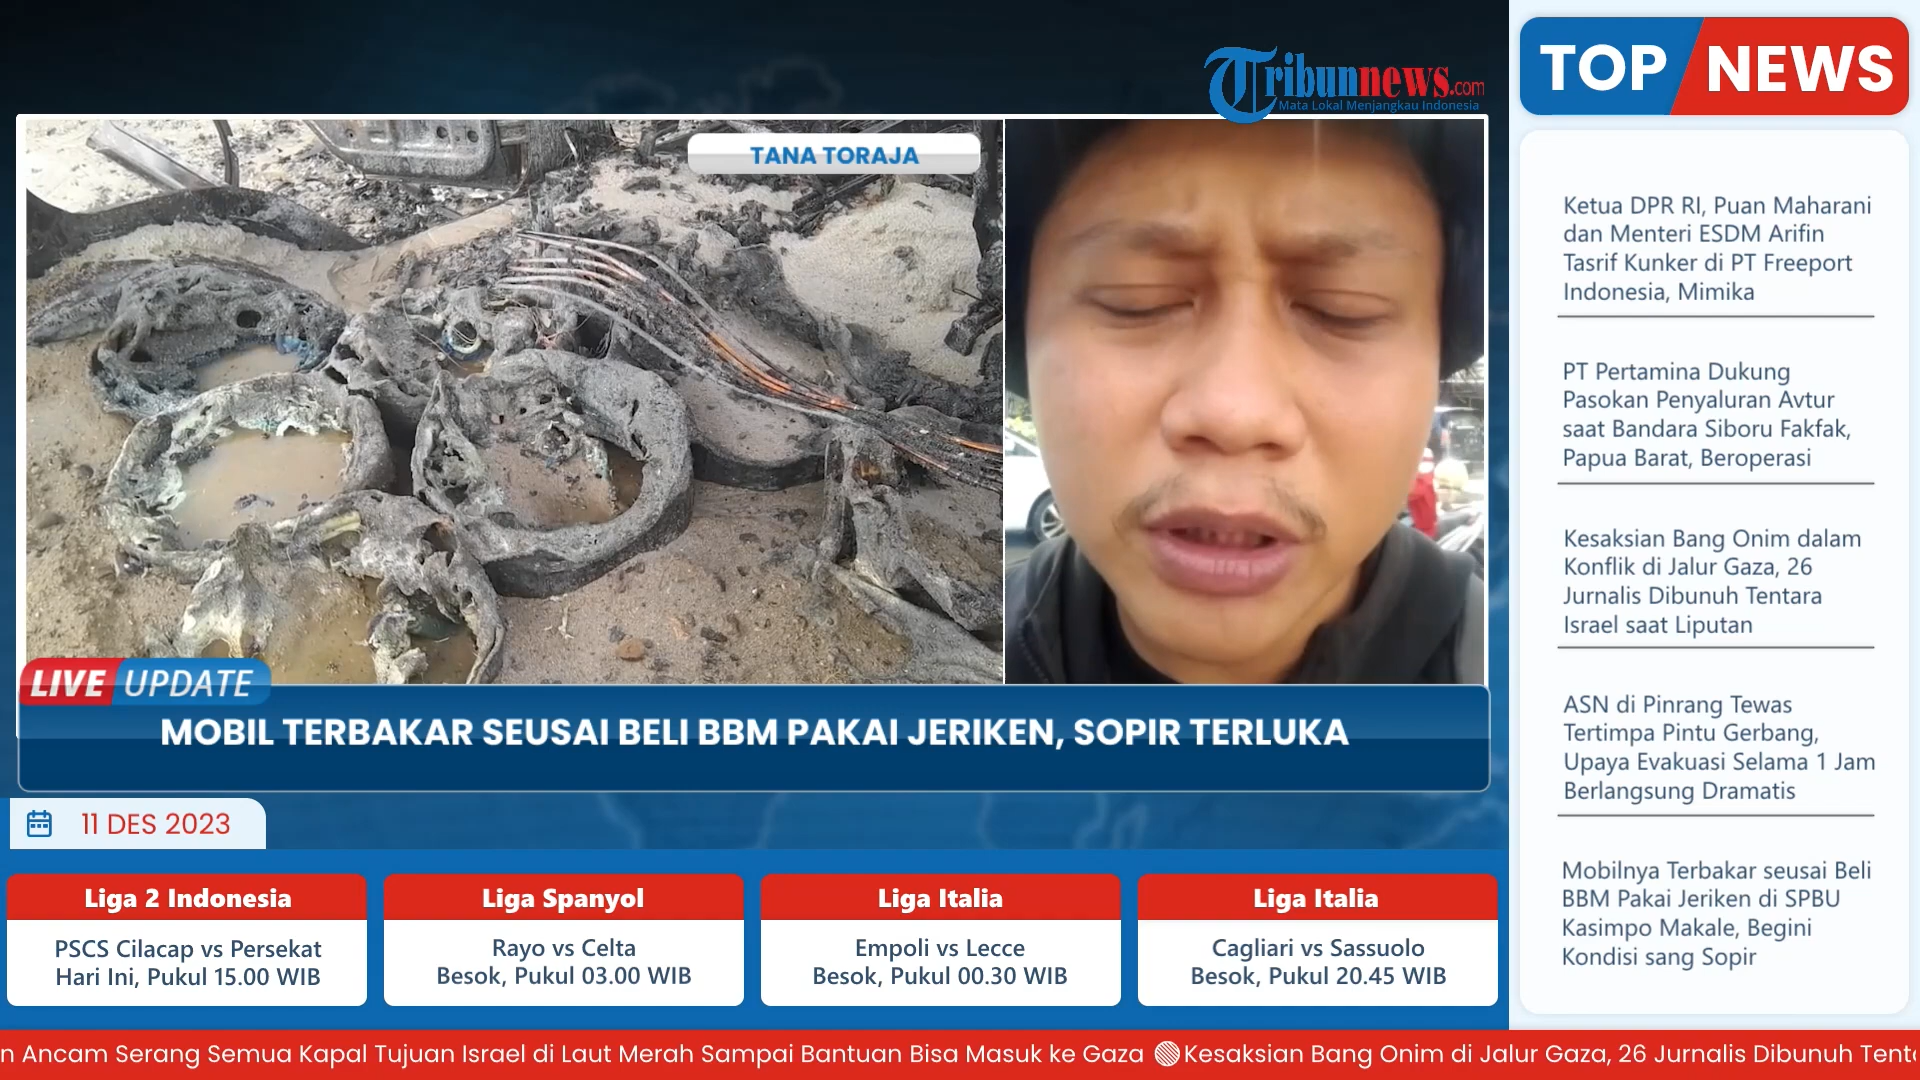 Tribunnews.com
Mata Lokal Menjangkau Indonesia
TANA TORAJA
LIVE UPDATE
MOBIL TERBAKAR SEUSAI BELI BBM PAKAI JERIKEN, SOPIR TERLUKA
11 DES 2023
Liga 2 Indonesia
PSCS Cilacap vs Persekat
Hari Ini, Pukul 15.00 WIB
Liga Spanyol
Rayo vs Celta
Besok, Pukul 03.00 WIB
Liga Italia
Empoli vs Lecce
Besok, Pukul 00.30 WIB
Liga Italia
Cagliari vs Sassuolo
Besok, Pukul 20.45 WIB
TOP NEWS
Ketua DPR RI, Puan Maharani
dan Menteri ESDM Arifin
Tasrif Kunker di PT Freeport
Indonesia, Mimika
PT Pertamina Dukung
Pasokan Penyaluran Avtur
saat Bandara Siboru Fakfak,
Papua Barat, Beroperasi
Kesaksian Bang Onim dalam
Konflik di Jalur Gaza, 26
Jurnalis Dibunuh Tentara
Israel saat Liputan
ASN di Pinrang Tewas
Tertimpa Pintu Gerbang,
Upaya Evakuasi Selama 1 Jam
Berlangsung Dramatis
Mobilnya Terbakar seusai Beli
BBM Pakai Jeriken di SPBU
Kasimpo Makale, Begini
Kondisi sang Sopir
n Ancam Serang Semua Kapal Tujuan Israel di Laut Merah Sampai Bantuan Bisa Masuk ke Gaza Kesaksian Bang Onim di Jalur Gaza, 26 Jurnalis Dibunuh Tent